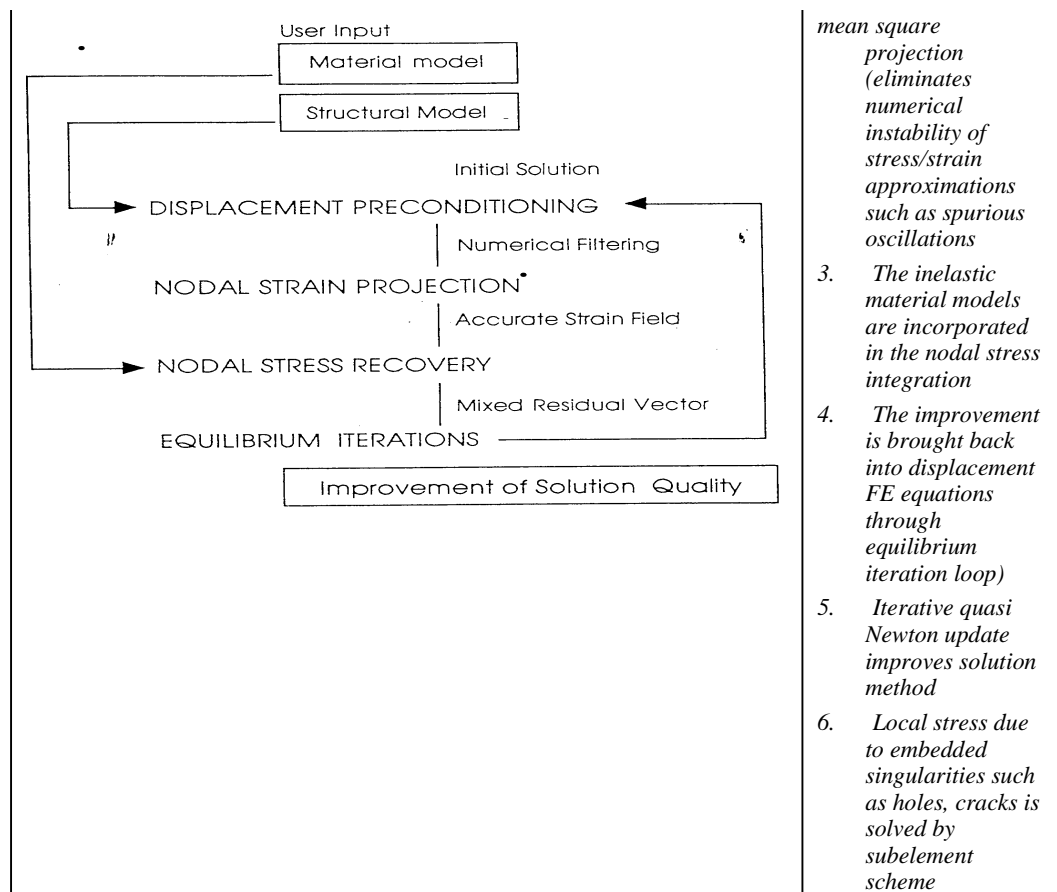 User Input
Material model
Structural Model
Initial Solution
DISPLACEMENT PRECONDITIONING
Numerical Filtering
NODAL STRAIN PROJECTION
Accurate Strain Field
NODAL STRESS RECOVERY
Mixed Residual Vector
EQUILIBRIUM ITERATIONS
Improvement of Solution Quality
mean square
projection
(eliminates
numerical
instability of
stress/strain
approximations
such as spurious
oscillations
3. The inelastic
material models
are incorporated
in the nodal stress
integration
4. The improvement
is brought back
into displacement
FE equations
through
equilibrium
iteration loop)
5. Iterative quasi
Newton update
improves solution
method
6. Local stress due
to embedded
singularities such
as holes, cracks is
solved by
subelement
scheme